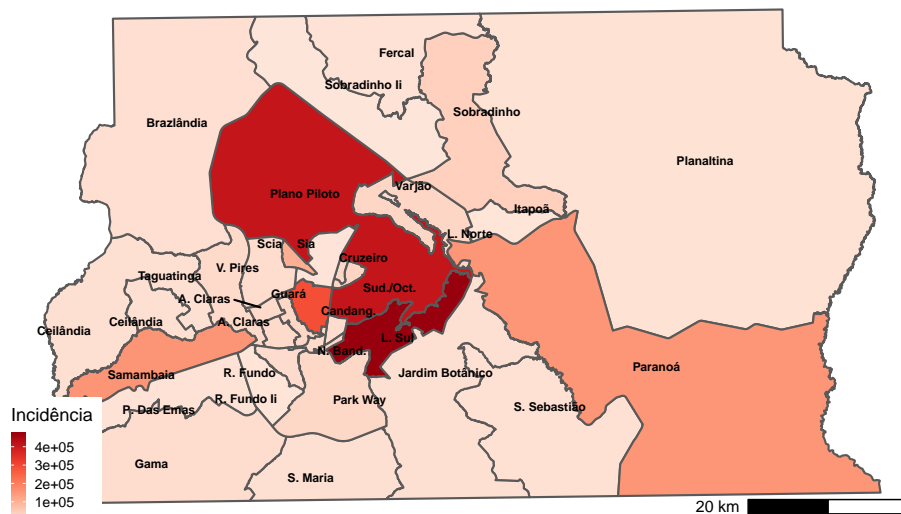 Fercal
Sobradinho Ii
Sobradinho
Brazlândia
Planaltina
Varjão
Plano Piloto
Itapoã
L. Norte
Scia
Sia
Cruzeiro
V. Pires
Taguatinga
Sud./Oct.
A. Claras
Guará
Candang.
Ceilândia
Ceilândia
A. Claras
L. Sul
N. Band.
Samambaia
R. Fundo
Jardim Botânico
Paranoá
R. Fundo Ii
Park Way
P. Das Emas
S. Sebastião
Gama
S. Maria
Incidência
4e+05
3e+05
2e+05
1e+05
20 km